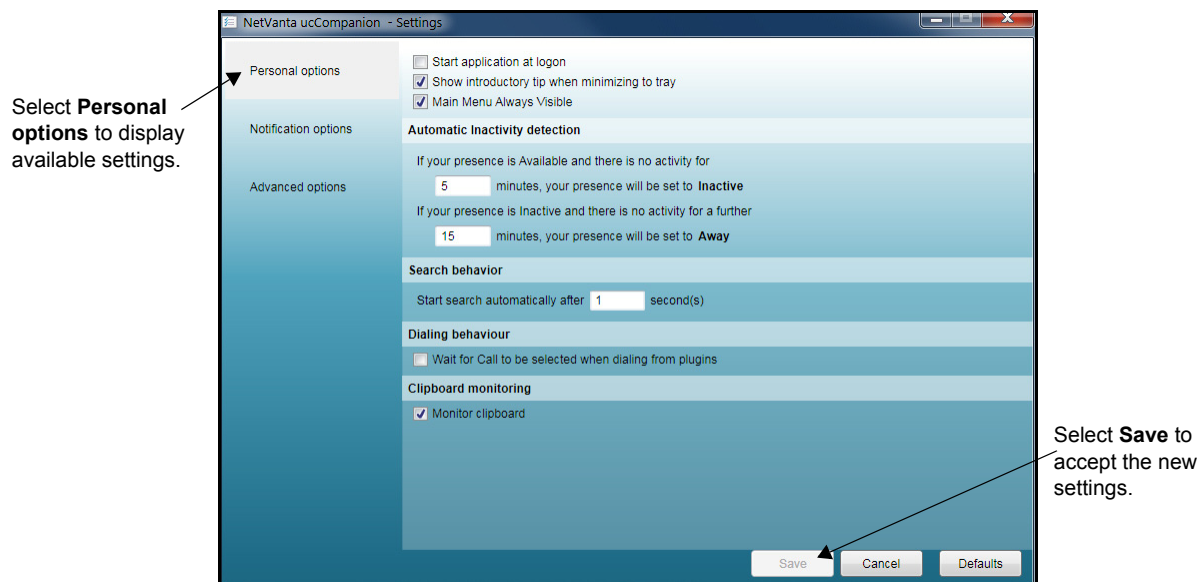 NetVanta ucCompanion - Settings
Select Personal
options to display
available settings.
Personal options
Notification options
Advanced options
Start application at logon
Show introductory tip when minimizing to tray
Main Menu Always Visible
Automatic Inactivity detection
If your presence is Available and there is no activity for
5 minutes, your presence will be set to Inactive
If your presence is Inactive and there is no activity for a further
15 minutes, your presence will be set to Away
Search behavior
Start search automatically after 1 second(s)
Dialing behaviour
Wait for Call to be selected when dialing from plugins
Clipboard monitoring
Monitor clipboard
Select Save to
accept the new
settings.
Save Cancel Defaults